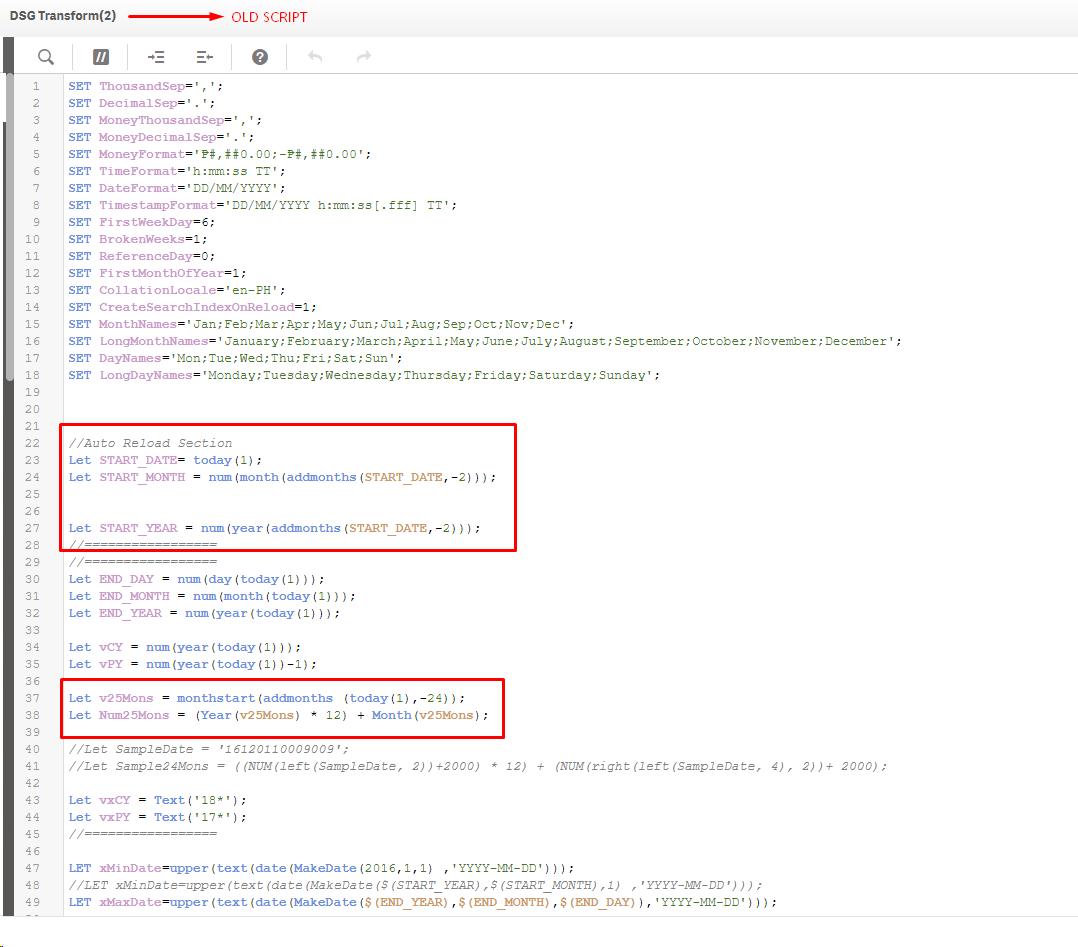 DSG Transform(2) OLD SCRIPT
//
?
1 SET ThousandSep=',';
2 SET DecimalSep='.';
3 SET MoneyThousandSep=',';
4 SET MoneyDecimalSep='.';
5 SET MoneyFormat='₱#,##0.00;-₱#,##0.00';
6 SET TimeFormat='h:mm:ss TT';
7 SET DateFormat='DD/MM/YYYY';
8 SET TimestampFormat='DD/MM/YYYY h:mm:ss[.fff] TT';
9 SET FirstWeekDay=6;
10 SET BrokenWeeks=1;
11 SET ReferenceDay=0;
12 SET FirstMonthOfYear=1;
13 SET CollationLocale='en-PH';
14 SET CreateSearchIndexOnReload=1;
15 SET MonthNames='Jan;Feb;Mar;Apr;May;Jun;Jul;Aug;Sep;Oct;Nov;Dec';
16 SET LongMonthNames='January;February;March;April;May;June;July;August;September;October;November;December';
17 SET DayNames='Mon;Tue;Wed;Thu;Fri;Sat;Sun';
18 SET LongDayNames='Monday;Tuesday;Wednesday;Thursday;Friday;Saturday;Sunday';
19
20
21
22 //Auto Reload Section
23 Let START_DATE= today(1);
24 Let START_MONTH = num(month(addmonths(START_DATE,-2)));
25
26
27 Let START_YEAR = num(year(addmonths(START_DATE,-2)));
28 //=================
29 //=================
30 Let END_DAY = num(day(today(1)));
31 Let END_MONTH = num(month(today(1)));
32 Let END_YEAR = num(year(today(1)));
33
34 Let vCY = num(year(today(1)));
35 Let vPY = num(year(today(1))-1);
36
37 Let v25Mons = monthstart(addmonths (today(1),-24));
38 Let Num25Mons = (Year(v25Mons) * 12) + Month(v25Mons);
39
40 //Let SampleDate = '16120110009009';
41 //Let Sample24Mons = ((NUM(left(SampleDate, 2))+2000) * 12) + (NUM(right(left(SampleDate, 4), 2))+ 2000);
42
43 Let vxCY = Text('18*');
44 Let vxPY = Text('17*');
45 //=================
46
47 LET xMinDate=upper(text(date(MakeDate(2016,1,1) ,'YYYY-MM-DD')));
48 //LET xMinDate=upper(text(date(MakeDate($(START_YEAR),$(START_MONTH),1) ,'YYYY-MM-DD')));
49 LET xMaxDate=upper(text(date(MakeDate($(END_YEAR),$(END_MONTH),$(END_DAY)),'YYYY-MM-DD')));